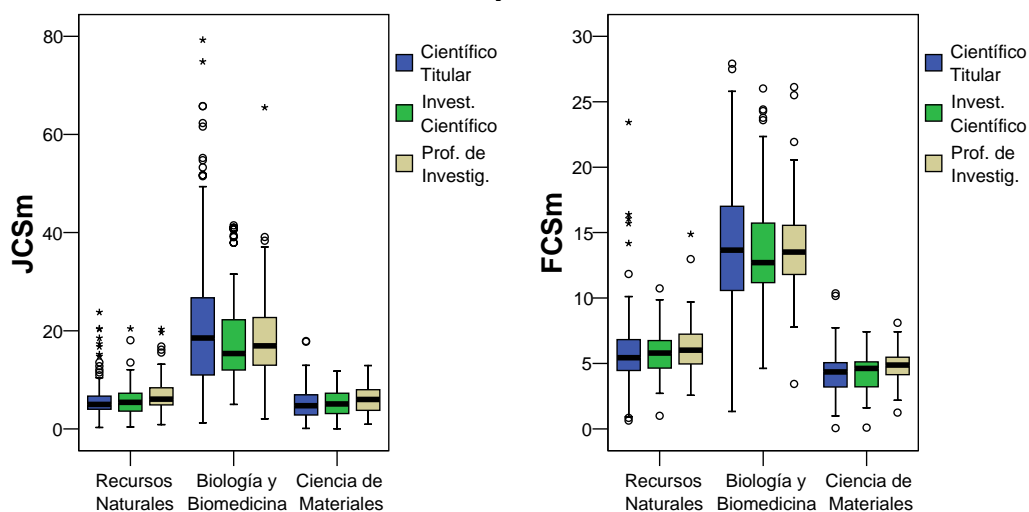 80
60
40
20
0
JCSm
Recursos
Naturales
Biología y
Biomedicina
Ciencia de
Materiales
Científico
Titular
Invest.
Científico
Prof. de
Investig.
30
25
20
15
10
5
0
FCSm
Recursos
Naturales
Biología y
Biomedicina
Ciencia de
Materiales
Científico
Titular
Invest.
Científico
Prof. de
Investig.